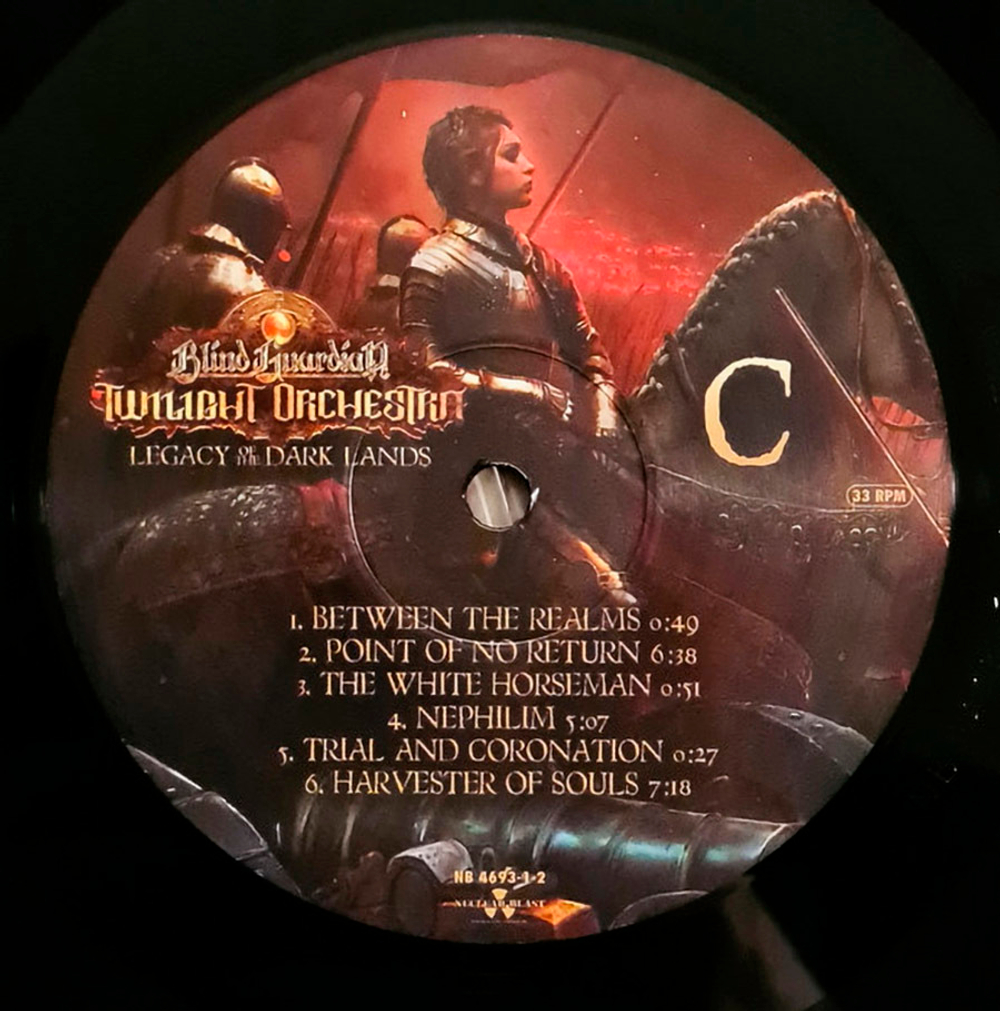 Blind Guardian
TWILIGHT ORCHESTRA
LEGACY OF THE DARK LANDS
C
33 RPM
1. BETWEEN THE REALMS 0:49
2. POINT OF NO RETURN 6:38
3. THE WHITE HORSEMAN 0:51
4. NEPHILIM 5:07
5. TRIAL AND CORONATION 0:27
6. HARVESTER OF SOULS 7:18
NB 4693-1-2
NUCLEAR BLAST